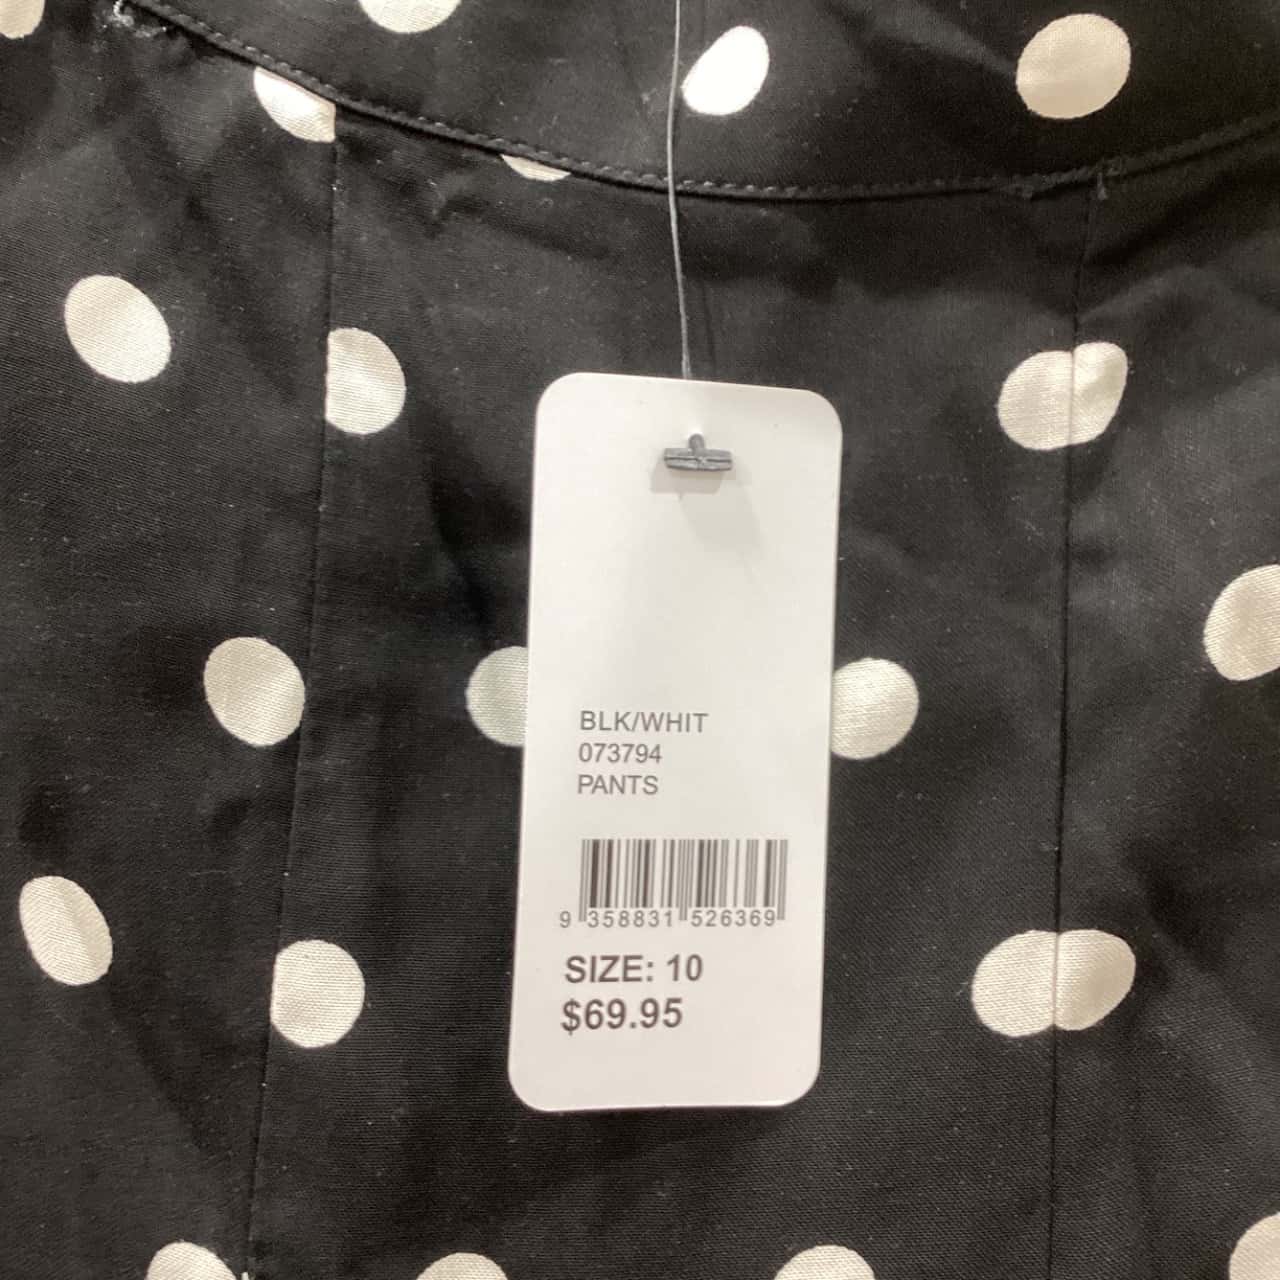 BLK/WHIT
073794
PANTS
9 358831 526369
SIZE: 10
$69.95